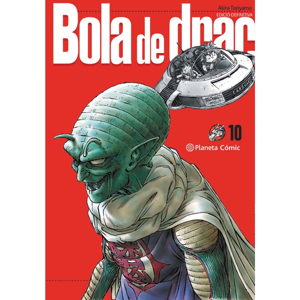 Akira Toriyama
EDICIÓ DEFINITIVA
Bola de drac
10
Planeta Cómic